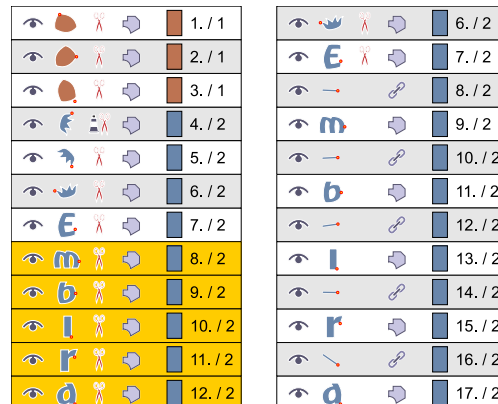 1. / 1
2. / 1
3. / 1
4. / 2
5. / 2
6. / 2
E 7. / 2
m 8. / 2
b 9. / 2
l 10. / 2
r 11. / 2
a 12. / 2
6. / 2
E 7. / 2
8. / 2
m 9. / 2
10. / 2
b 11. / 2
12. / 2
l 13. / 2
14. / 2
r 15. / 2
16. / 2
a 17. / 2